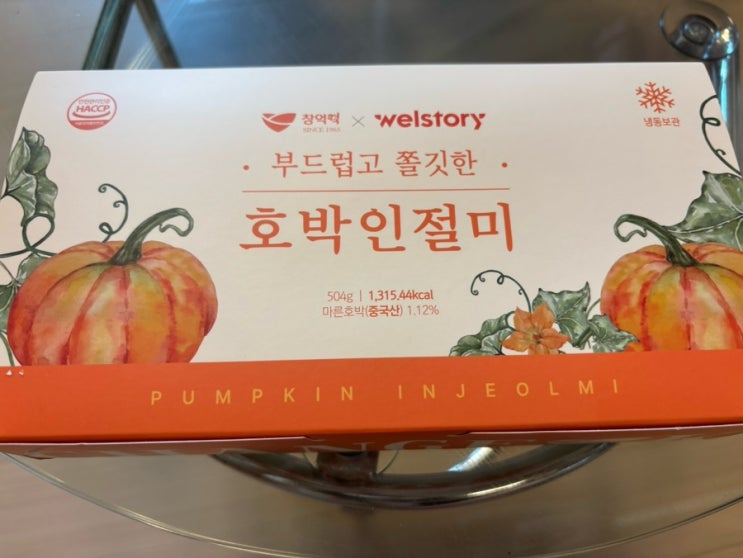 HACCP
창억떡 SINCE 1965 × welstory
냉동보관
· 부드럽고 쫄깃한 ·
호박인절미
504g | 1,315.44kcal
마른호박(중국산) 1.12%
PUMPKIN INJEOLMI